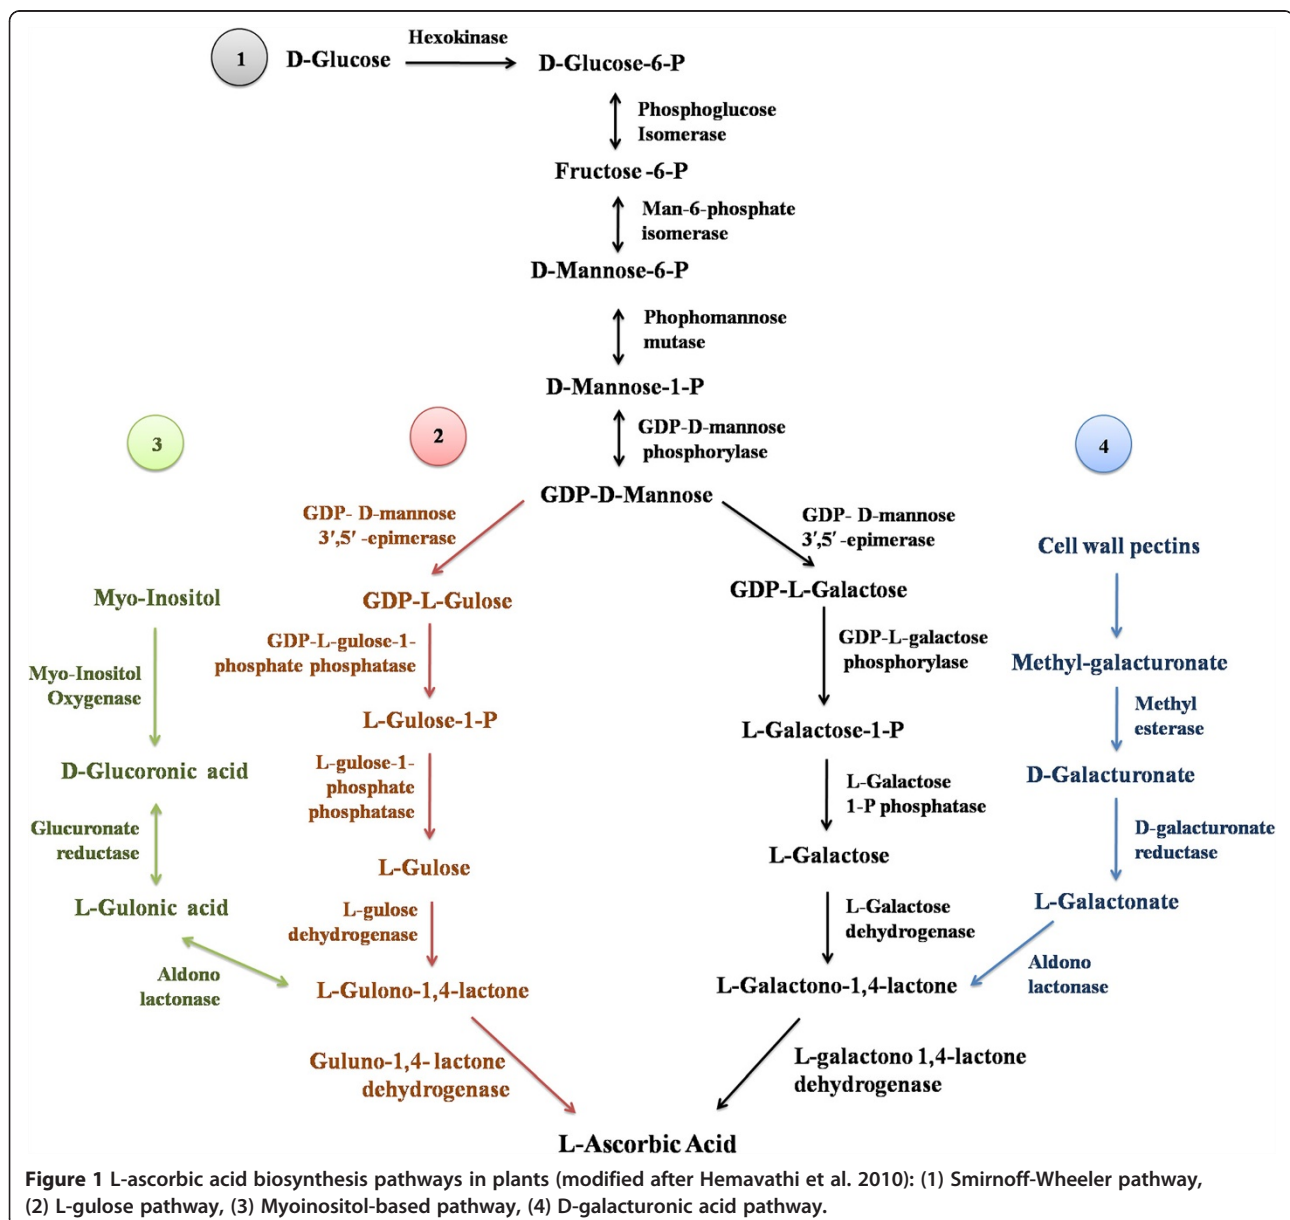 1
D-Glucose
Hexokinase
D-Glucose-6-P
Phosphoglucose
Isomerase
Fructose -6-P
Man-6-phosphate
isomerase
D-Mannose-6-P
Phophomannose
mutase
D-Mannose-1-P
GDP-D-mannose
phosphorylase
GDP-D-Mannose
3
2
4
GDP- D-mannose
3′,5′ -epimerase
GDP- D-mannose
3′,5′ -epimerase
Cell wall pectins
Myo-Inositol
GDP-L-Gulose
GDP-L-Galactose
GDP-L-gulose-1-
phosphate phosphatase
GDP-L-galactose
phosphorylase
Methyl-galacturonate
Myo-Inositol
Oxygenase
Methyl
esterase
L-Gulose-1-P
L-Galactose-1-P
D-Glucoronic acid
L-gulose-1-
phosphate
phosphatase
L-Galactose
1-P phosphatase
D-Galacturonate
Glucuronate
reductase
D-galacturonate
reductase
L-Gulose
L-Galactose
L-Gulonic acid
L-gulose
dehydrogenase
L-Galactose
dehydrogenase
L-Galactonate
Aldono
lactonase
L-Gulono-1,4-lactone
L-Galactono-1,4-lactone
Aldono
lactonase
Guluno-1,4- lactone
dehydrogenase
L-galactono 1,4-lactone
dehydrogenase
L-Ascorbic Acid
Figure 1 L-ascorbic acid biosynthesis pathways in plants (modified after Hemavathi et al. 2010): (1) Smirnoff-Wheeler pathway,
(2) L-gulose pathway, (3) Myoinositol-based pathway, (4) D-galacturonic acid pathway.